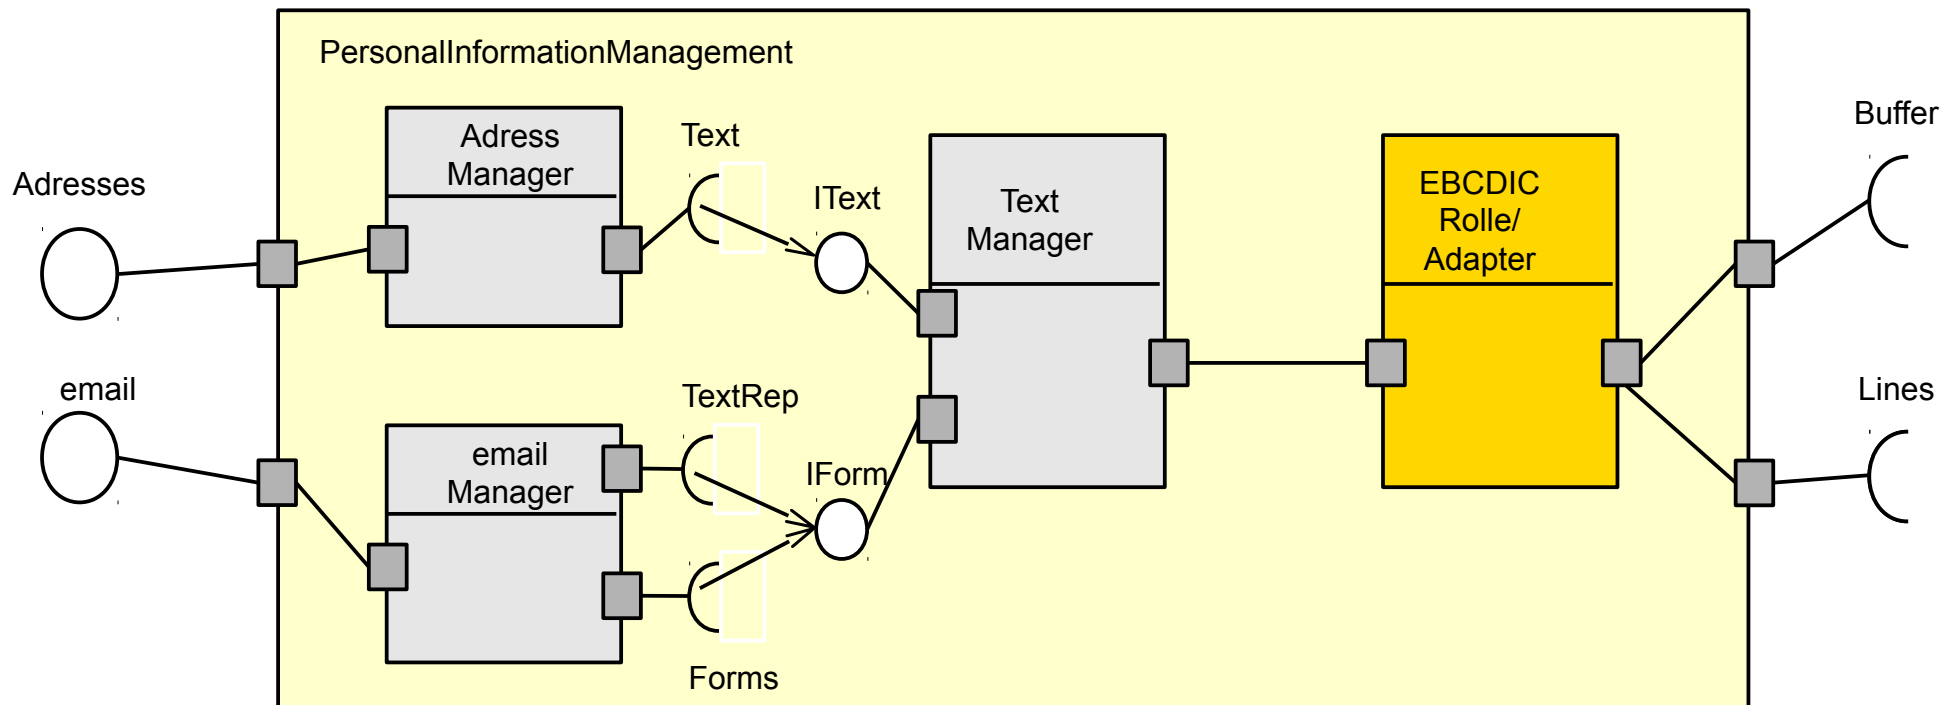 PersonalInformationManagement
Adresses
email
Adress
Manager
Text
IText
email
Manager
TextRep
IForm
Forms
Text
Manager
EBCDIC
Rolle/
Adapter
Buffer
Lines